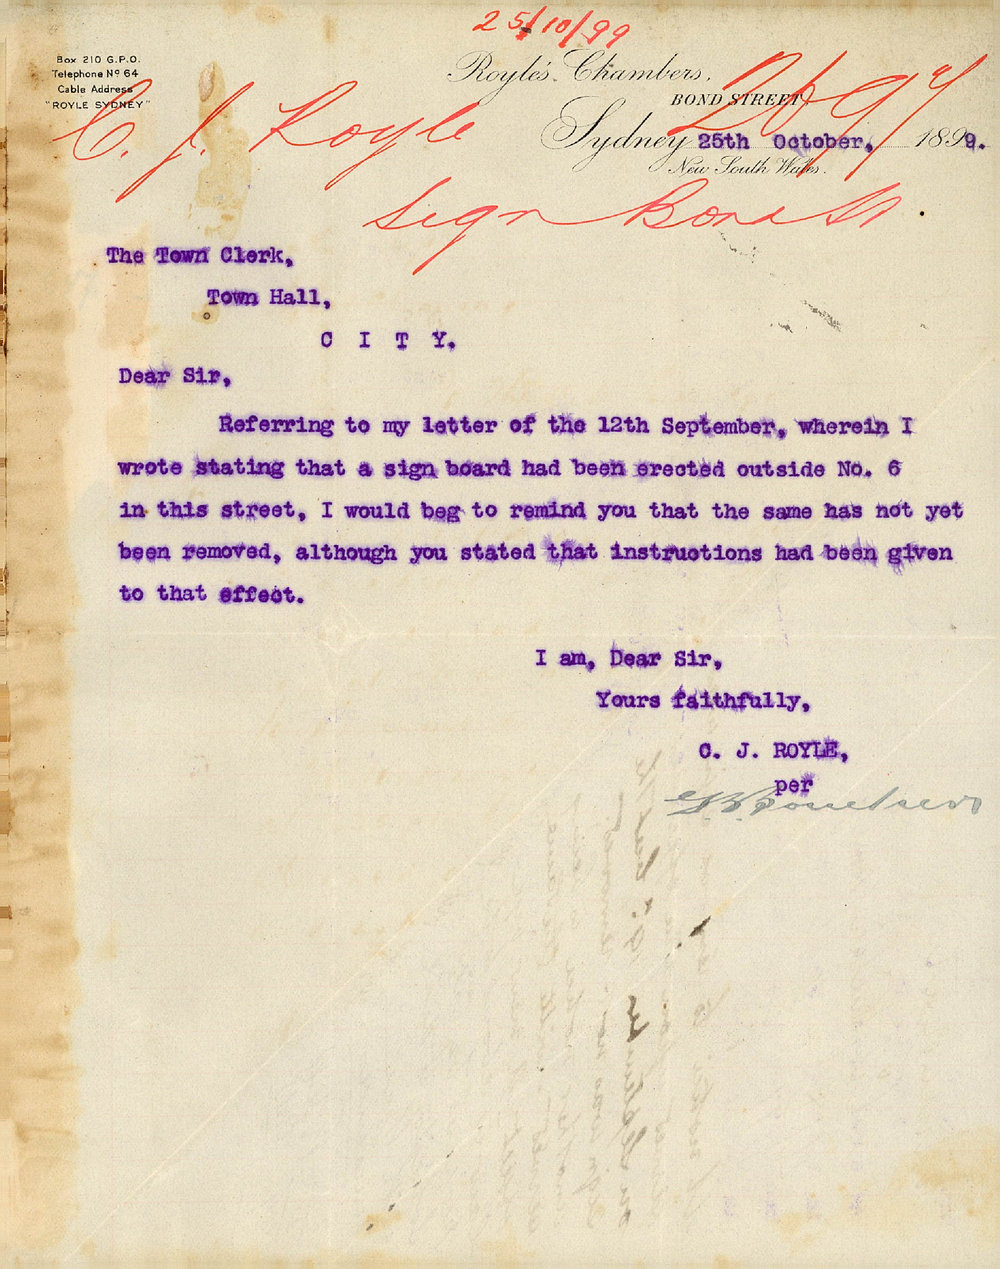 25/10/99
Box 210 G.P.O.
Telephone Nº 64
Cable Address
"ROYLE SYDNEY"
Royle's Chambers,
BOND STREET
C. J. Royle
Sydney 25th October, 1899.
New South Wales.
Sign Bond St.
The Town Clerk,
Town Hall,
C I T Y.
Dear Sir,
Referring to my letter of the 12th September, wherein I
wrote stating that a sign board had been erected outside No. 6
in this street, I would beg to remind you that the same has not yet
been removed, although you stated that instructions had been given
to that effect.
I am, Dear Sir,
Yours faithfully,
C. J. ROYLE,
per